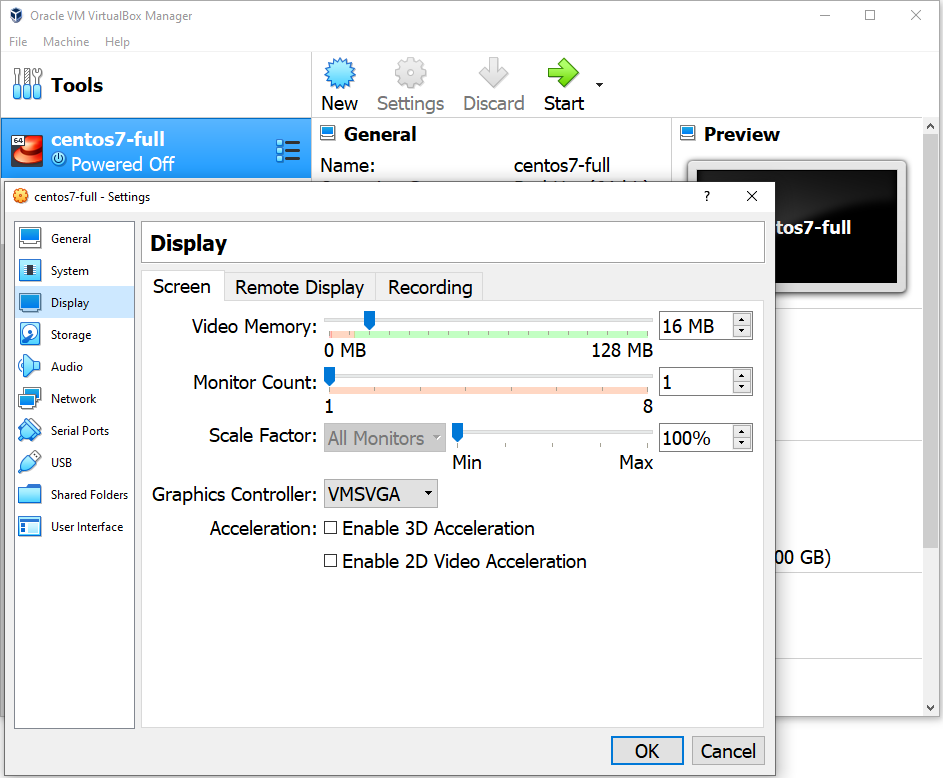 Oracle VM VirtualBox Manager
File Machine Help
Tools
New Settings Discard Start
64
centos7-full
Powered Off
General
Name: centos7-full
Preview
tos7-full
00 GB)
centos7-full - Settings ?
General
System
Display
Storage
Audio
Network
Serial Ports
USB
Shared Folders
User Interface
Display
Screen Remote Display Recording
Video Memory: 16 MB
0 MB 128 MB
Monitor Count: 1
1 8
Scale Factor: All Monitors 100%
Min Max
Graphics Controller: VMSVGA
Acceleration: Enable 3D Acceleration
Enable 2D Video Acceleration
OK Cancel